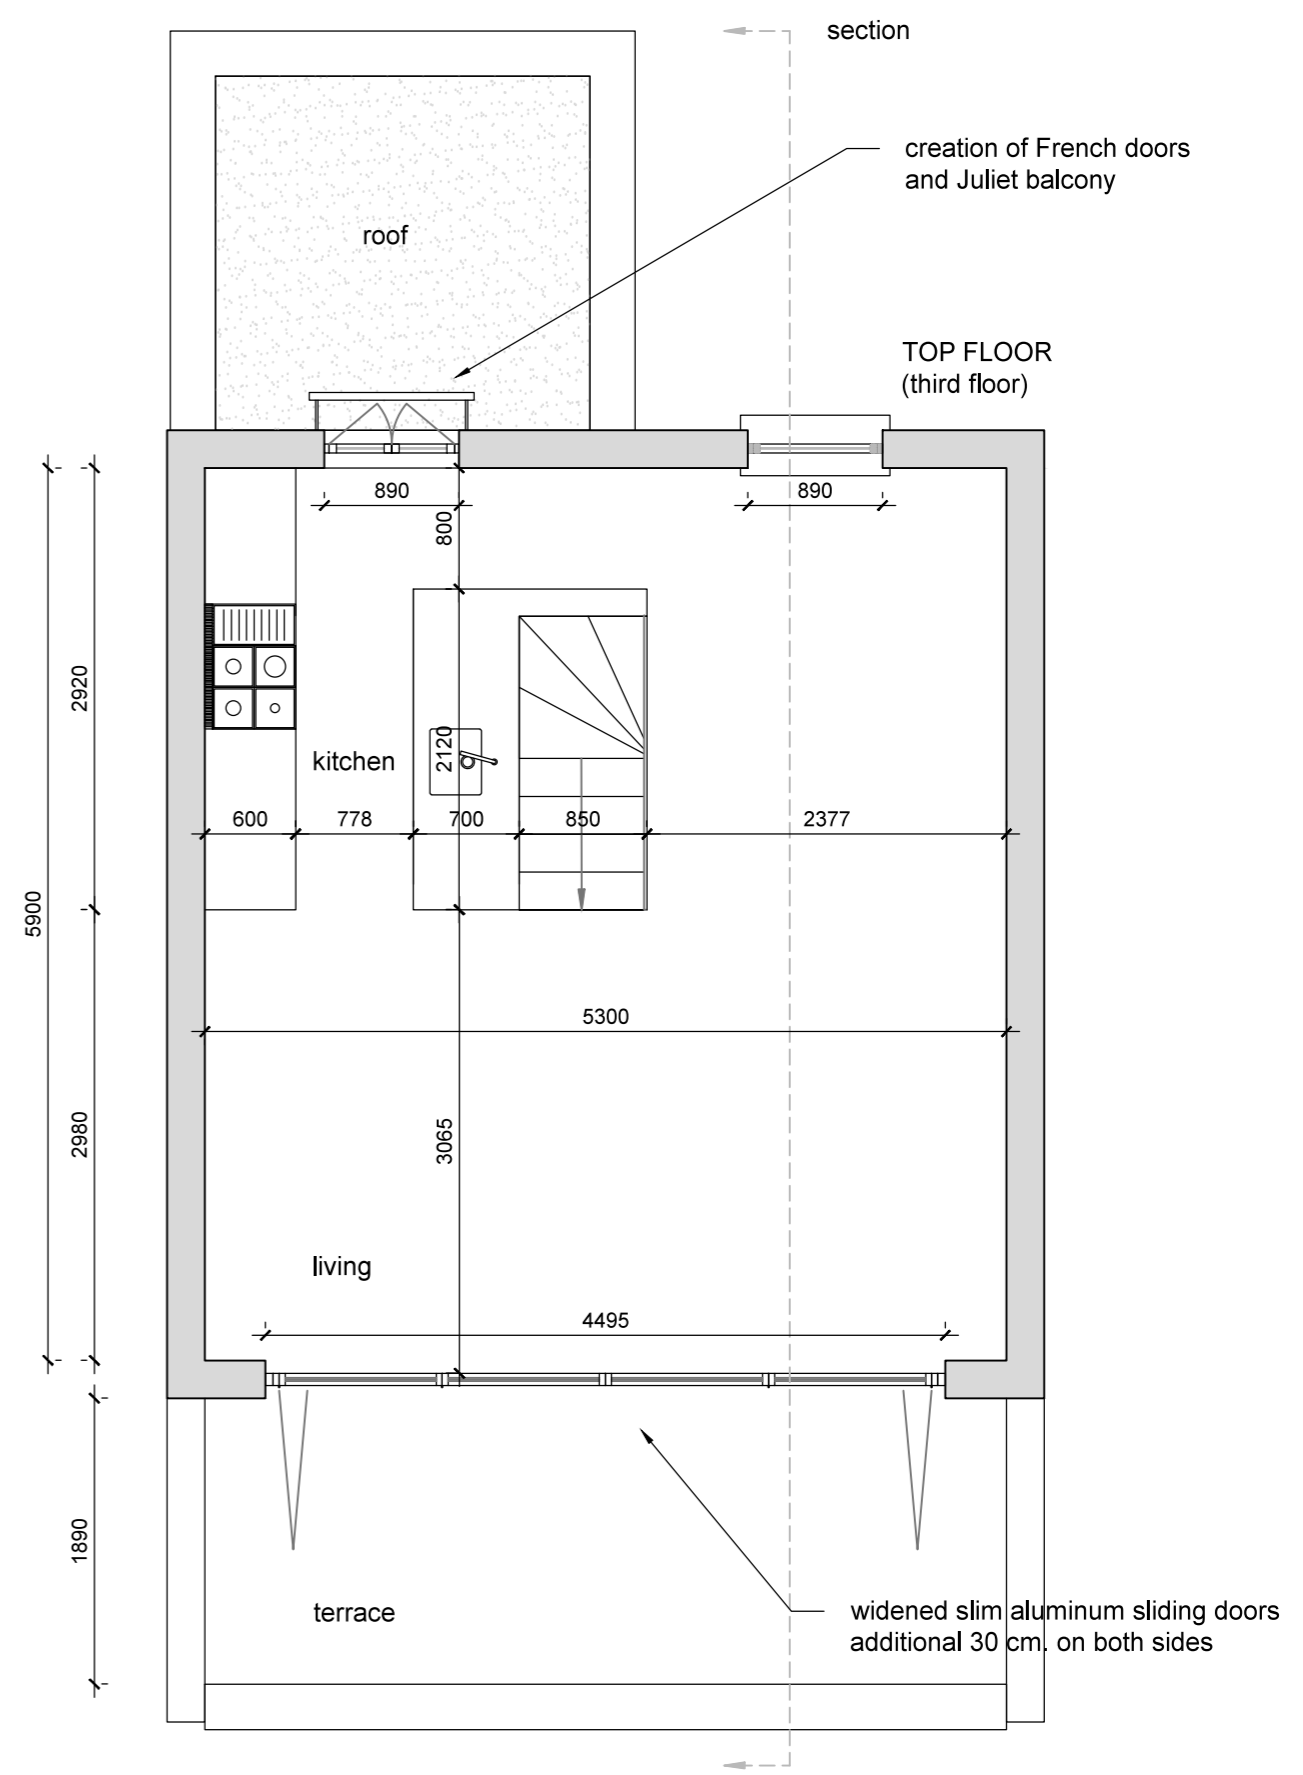 section
creation of French doors
and Juliet balcony
roof
TOP FLOOR
(third floor)
890
890
800
2920
2120
kitchen
600
778
700
850
2377
5900
5300
2980
3065
living
4495
1890
terrace
widened slim aluminum sliding doors
additional 30 cm. on both sides